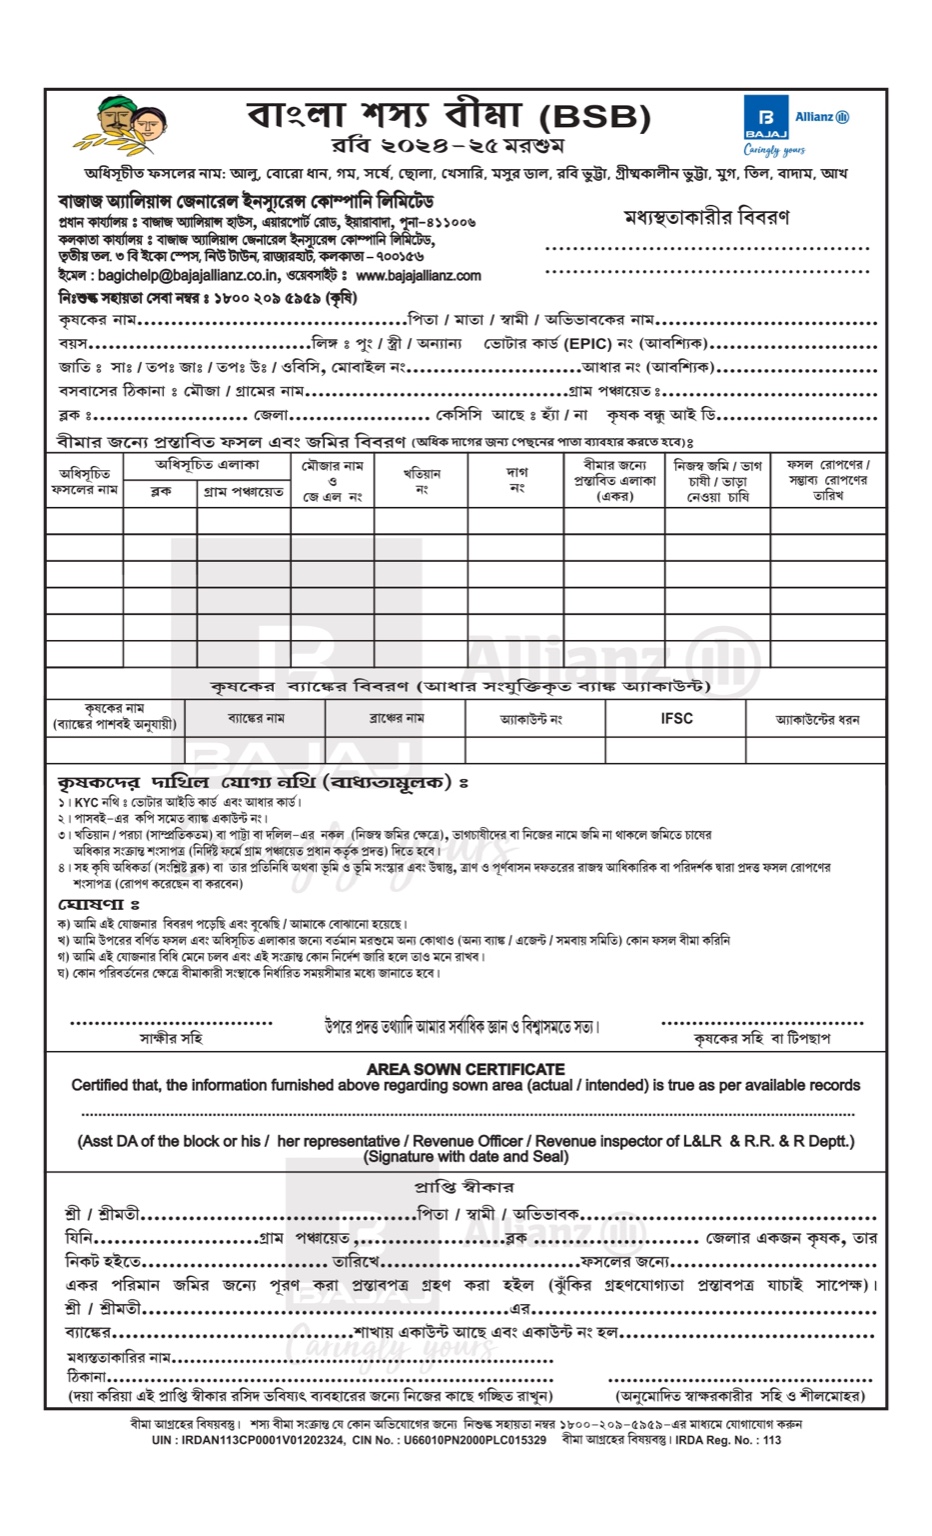 বাংলা শস্য বীমা (BSB)
রবি ২০২৪-২৫ মরশুম
BAJAJ
Allianz
Caringly yours
অধিসূচীত ফসলের নাম: আলু, বোরো ধান, গম, সর্ষে, ছোলা, খেসারি, মসুর ডাল, রবি ভুট্টা, গ্রীষ্মকালীন ভুট্টা, মুগ, তিল, বাদাম, আখ
বাজাজ অ্যালিয়ান্স জেনারেল ইনস্যুরেন্স কোম্পানি লিমিটেড
প্রধান কার্যালয় ঃ বাজাজ অ্যালিয়ান্স হাউস, এয়ারপোর্ট রোড, ইয়ারাবাদা, পুনা-৪১১০০৬
কলকাতা কার্যালয় ঃ বাজাজ অ্যালিয়ান্স জেনারেল ইনস্যুরেন্স কোম্পানি লিমিটেড,
তৃতীয় তল. ৩ বি ইকো স্পেস, নিউ টাউন, রাজারহাট, কলকাতা – ৭০০১৫৬
ইমেল : bagichelp@bajajallianz.co.in, ওয়েবসাইট ঃ www.bajajallianz.com
নিঃশুল্ক সহায়তা সেবা নম্বর ঃ ১৮০০ ২০৯ ৫৯৫৯ (কৃষি)
মধ্যস্থতাকারীর বিবরণ
কৃষকের নাম........................................পিতা / মাতা / স্বামী / অভিভাবকের নাম.................................
বয়স.................................লিঙ্গ ঃ পুং / স্ত্রী / অন্যান্য ভোটার কার্ড (EPIC) নং (আবশ্যিক).........................
জাতি ঃ সাঃ / তপঃ জাঃ / তপঃ উঃ / ওবিসি, মোবাইল নং..........................আধার নং (আবশ্যিক)........................
বসবাসের ঠিকানা ঃ মৌজা / গ্রামের নাম.......................................গ্রাম পঞ্চায়েত ঃ................................
ব্লক ঃ....................... জেলা..................... কেসিসি আছে ঃ হ্যাঁ / না কৃষক বন্ধু আই ডি........................
বীমার জন্যে প্রস্তাবিত ফসল এবং জমির বিবরণ (অধিক দাগের জন্য পেছনের পাতা ব্যাবহার করতে হবে)ঃ
অধিসূচিত ফসলের নাম
অধিসূচিত এলাকা
ব্লক
গ্রাম পঞ্চায়েত
মৌজার নাম ও জে এল নং
খতিয়ান নং
দাগ নং
বীমার জন্যে প্রস্তাবিত এলাকা (একর)
নিজস্ব জমি / ভাগ চাষী / ভাড়া নেওয়া চাষি
ফসল রোপণের / সম্ভাব্য রোপণের তারিখ
কৃষকের ব্যাঙ্কের বিবরণ (আধার সংযুক্তিকৃত ব্যাঙ্ক অ্যাকাউন্ট)
কৃষকের নাম (ব্যাঙ্কের পাশবই অনুযায়ী)
ব্যাঙ্কের নাম
ব্রাঞ্চের নাম
অ্যাকাউন্ট নং
IFSC
অ্যাকাউন্টের ধরন
কৃষকদের দাখিল যোগ্য নথি (বাধ্যতামূলক) ঃ
১। KYC নথি ঃ ভোটার আইডি কার্ড এবং আধার কার্ড।
২। পাসবই-এর কপি সমেত ব্যাঙ্ক একাউন্ট নং।
৩। খতিয়ান / পরচা (সাম্প্রতিকতম) বা পাট্টা বা দলিল-এর নকল (নিজস্ব জমির ক্ষেত্রে), ভাগচাষীদের বা নিজের নামে জমি না থাকলে জমিতে চাষের
অধিকার সংক্রান্ত শংসাপত্র (নির্দিষ্ট ফর্মে গ্রাম পঞ্চায়েত প্রধান কর্তৃক প্রদত্ত) দিতে হবে।
৪। সহ কৃষি অধিকর্তা (সংশ্লিষ্ট ব্লক) বা তার প্রতিনিধি অথবা ভূমি ও ভূমি সংস্কার এবং উদ্বাস্তু, ত্রাণ ও পূর্ণবাসন দফতরের রাজস্ব আধিকারিক বা পরিদর্শক দ্বারা প্রদত্ত ফসল রোপণের
শংসাপত্র (রোপণ করেছেন বা করবেন)
ঘোষণা ঃ
ক) আমি এই যোজনার বিবরণ পড়েছি এবং বুঝেছি / আমাকে বোঝানো হয়েছে।
খ) আমি উপরের বর্ণিত ফসল এবং অধিসূচিত এলাকার জন্যে বর্তমান মরশুমে অন্য কোথাও (অন্য ব্যাঙ্ক / এজেন্ট / সমবায় সমিতি) কোন ফসল বীমা করিনি
গ) আমি এই যোজনার বিধি মেনে চলব এবং এই সংক্রান্ত কোন নির্দেশ জারি হলে তাও মনে রাখব।
ঘ) কোন পরিবর্তনের ক্ষেত্রে বীমাকারী সংস্থাকে নির্ধারিত সময়সীমার মধ্যে জানাতে হবে।
উপরে প্রদত্ত তথ্যাদি আমার সর্বাধিক জ্ঞান ও বিশ্বাসমতে সত্য।
সাক্ষীর সহি
কৃষকের সহি বা টিপছাপ
AREA SOWN CERTIFICATE
Certified that, the information furnished above regarding sown area (actual / intended) is true as per available records
(Asst DA of the block or his / her representative / Revenue Officer / Revenue inspector of L&LR & R.R. & R Deptt.)
(Signature with date and Seal)
প্রাপ্তি স্বীকার
শ্রী / শ্রীমতী.........................................পিতা / স্বামী / অভিভাবক............................................
যিনি.............................গ্রাম পঞ্চায়েত ,......................ব্লক ......................... জেলার একজন কৃষক, তার
নিকট হইতে............................ তারিখে..............................ফসলের জন্যে...............................
একর পরিমান জমির জন্যে পূরণ করা প্রস্তাবপত্র গ্রহণ করা হইল (ঝুঁকির গ্রহণযোগ্যতা প্রস্তাবপত্র যাচাই সাপেক্ষ)।
শ্রী / শ্রীমতী......................................................এর....................................................
ব্যাঙ্কের....................................শাখায় একাউন্ট আছে এবং একাউন্ট নং হল......................................
মধ্যস্ততাকারির নাম.........................................................
ঠিকানা..................................................................
(দয়া করিয়া এই প্রাপ্তি স্বীকার রসিদ ভবিষ্যৎ ব্যবহারের জন্যে নিজের কাছে গচ্ছিত রাখুন)
(অনুমোদিত স্বাক্ষরকারীর সহি ও শীলমোহর)
বীমা আগ্রহের বিষয়বস্তু। শস্য বীমা সংক্রান্ত যে কোন অভিযোগের জন্যে নিশুল্ক সহায়তা নম্বর ১৮০০-২০৯-৫৯৫৯-এর মাধ্যমে যোগাযোগ করুন
UIN : IRDAN113CP0001V01202324, CIN No. : U66010PN2000PLC015329 বীমা আগ্রহের বিষয়বস্তু। IRDA Reg. No. : 113